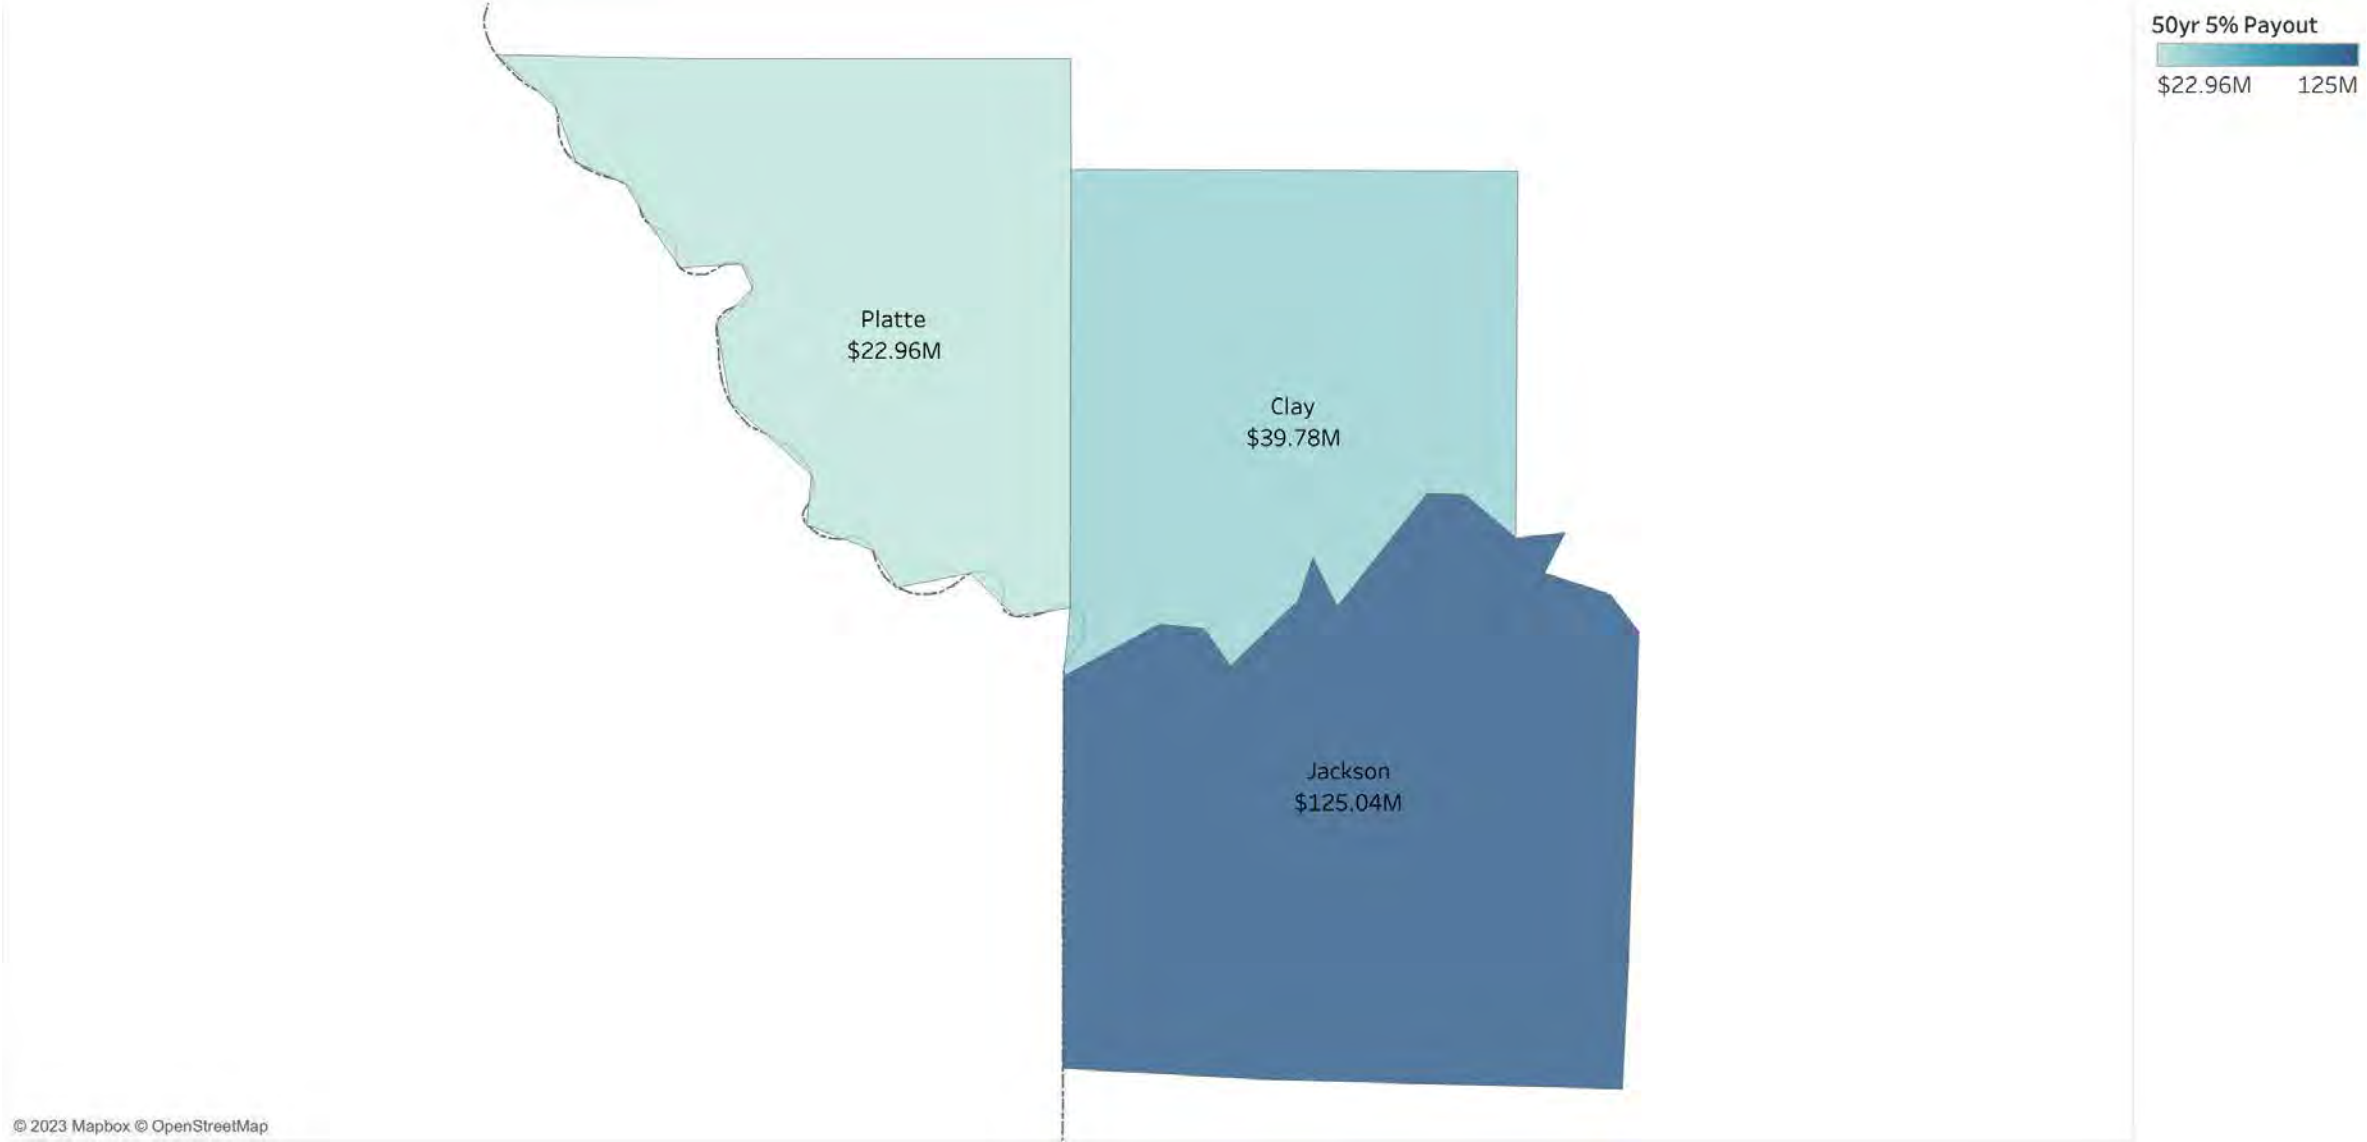 50yr 5% Payout
$22.96M 125M
Platte
$22.96M
Clay
$39.78M
Jackson
$125.04M
© 2023 Mapbox © OpenStreetMap